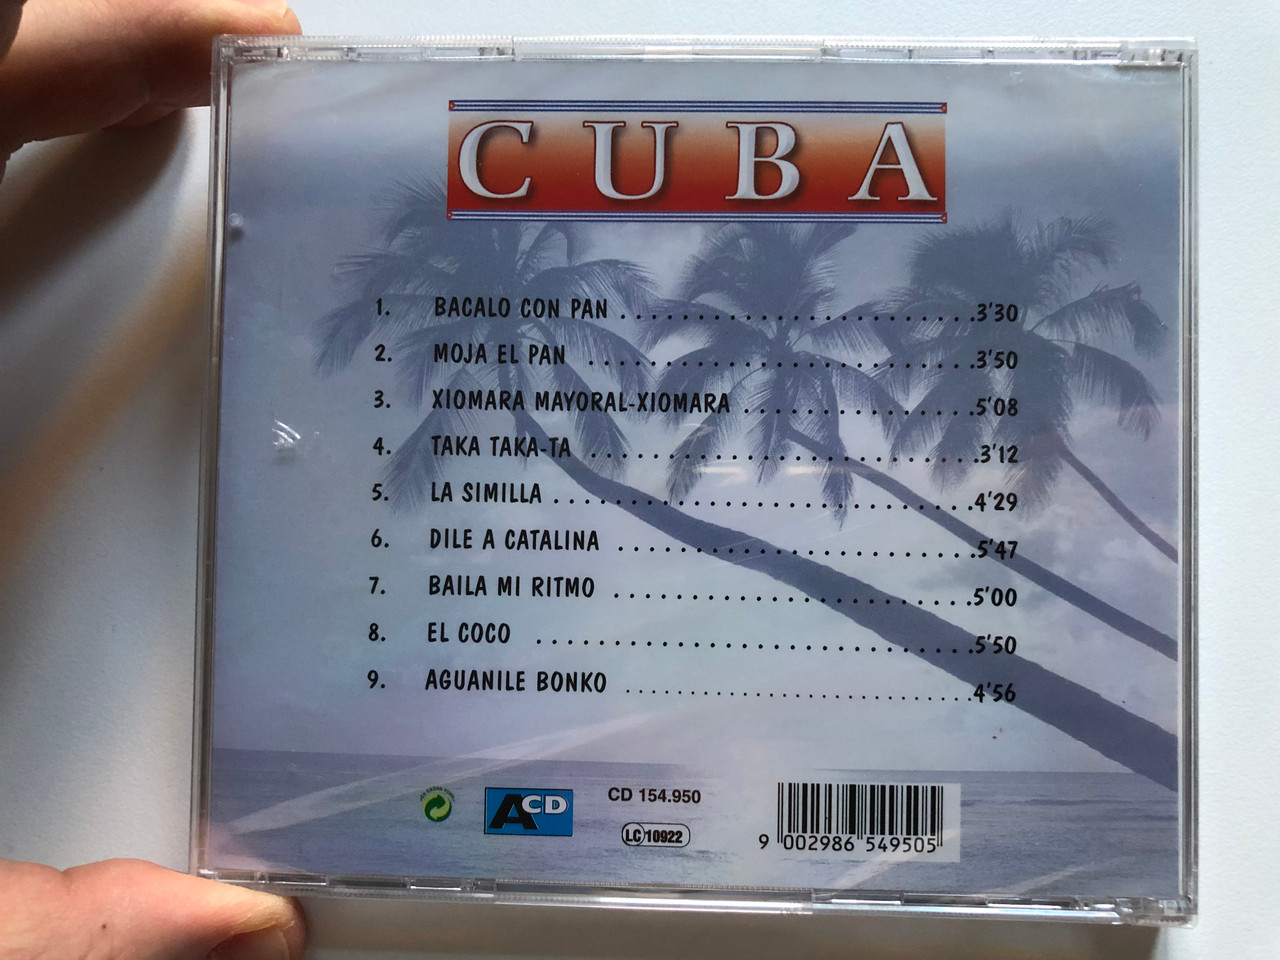 CUBA
1. BACALO CON PAN ........................3'30
2. MOJA EL PAN ..........................3'50
3. XIOMARA MAYORAL-XIOMARA ................5'08
4. TAKA TAKA-TA ..........................3'12
5. LA SIMILLA ............................4'29
6. DILE A CATALINA ........................5'47
7. BAILA MI RITMO ........................5'00
8. EL COCO ..............................5'50
9. AGUANILE BONKO ........................4'56
ACD
CD 154.950
LC 10922
9 002986 549505